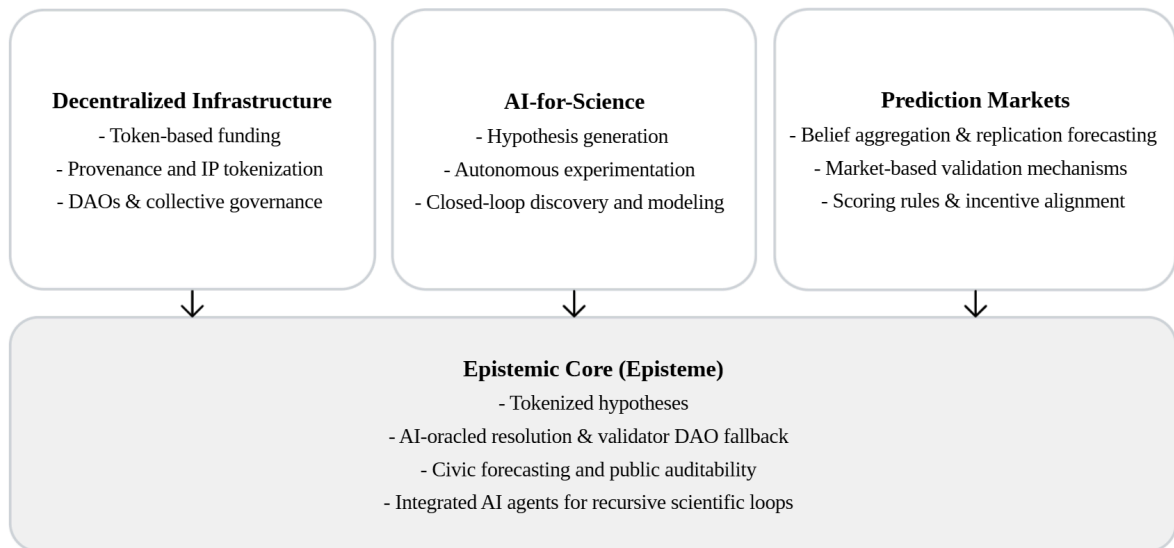 Decentralized Infrastructure
- Token-based funding
- Provenance and IP tokenization
- DAOs & collective governance
AI-for-Science
- Hypothesis generation
- Autonomous experimentation
- Closed-loop discovery and modeling
Prediction Markets
- Belief aggregation & replication forecasting
- Market-based validation mechanisms
- Scoring rules & incentive alignment
Epistemic Core (Episteme)
- Tokenized hypotheses
- AI-oracled resolution & validator DAO fallback
- Civic forecasting and public auditability
- Integrated AI agents for recursive scientific loops